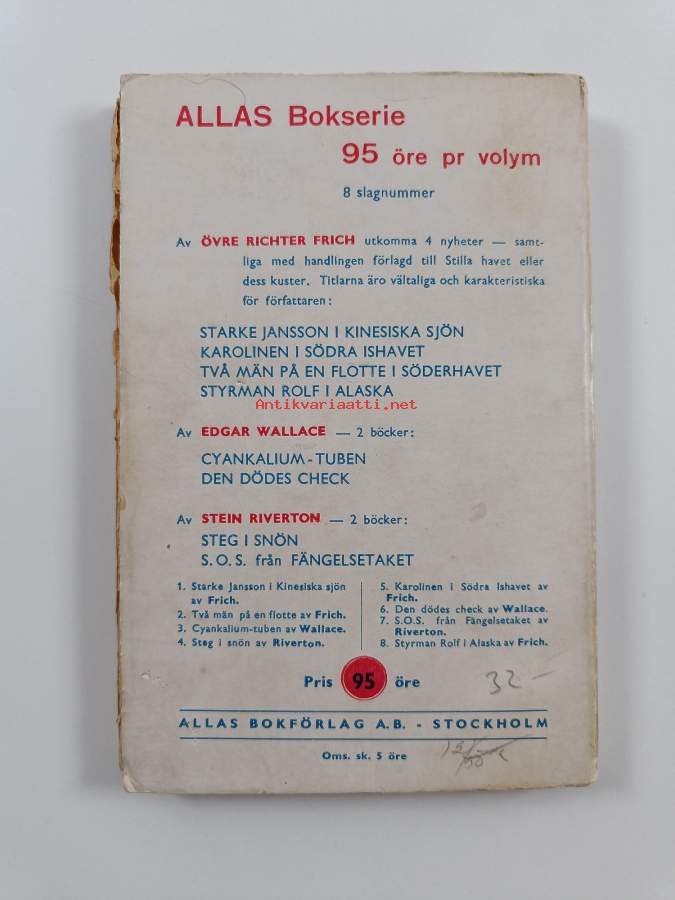 ALLAS Bokserie
95 öre pr volym
8 slagnummer
Av ÖVRE RICHTER FRICH utkomma 4 nyheter — samt-
liga med handlingen förlagd till Stilla havet eller
dess kuster. Titlarna äro vältaliga och karakteristiska
för författaren:
STARKE JANSSON I KINESISKA SJÖN
KAROLINEN I SÖDRA ISHAVET
TVÅ MÄN PÅ EN FLOTTE I SÖDERHAVET
STYRMAN ROLF I ALASKA
Antikvariaatti.net
Av EDGAR WALLACE — 2 böcker:
CYANKALIUM-TUBEN
DEN DÖDES CHECK
Av STEIN RIVERTON — 2 böcker:
STEG I SNÖN
S.O.S. från FÄNGELSETAKET
1. Starke Jansson i Kinesiska sjön
av Frich.
2. Två män på en flotte av Frich.
3. Cyankalium-tuben av Wallace.
4. Steg i snön av Riverton.
5. Karolinen i Södra Ishavet av
Frich.
6. Den dödes check av Wallace.
7. S.O.S. från Fängelsetaket av
Riverton.
8. Styrman Rolf i Alaska av Frich.
Pris 95 öre
32-
ALLAS BOKFÖRLAG A.B. - STOCKHOLM
Oms. sk. 5 öre